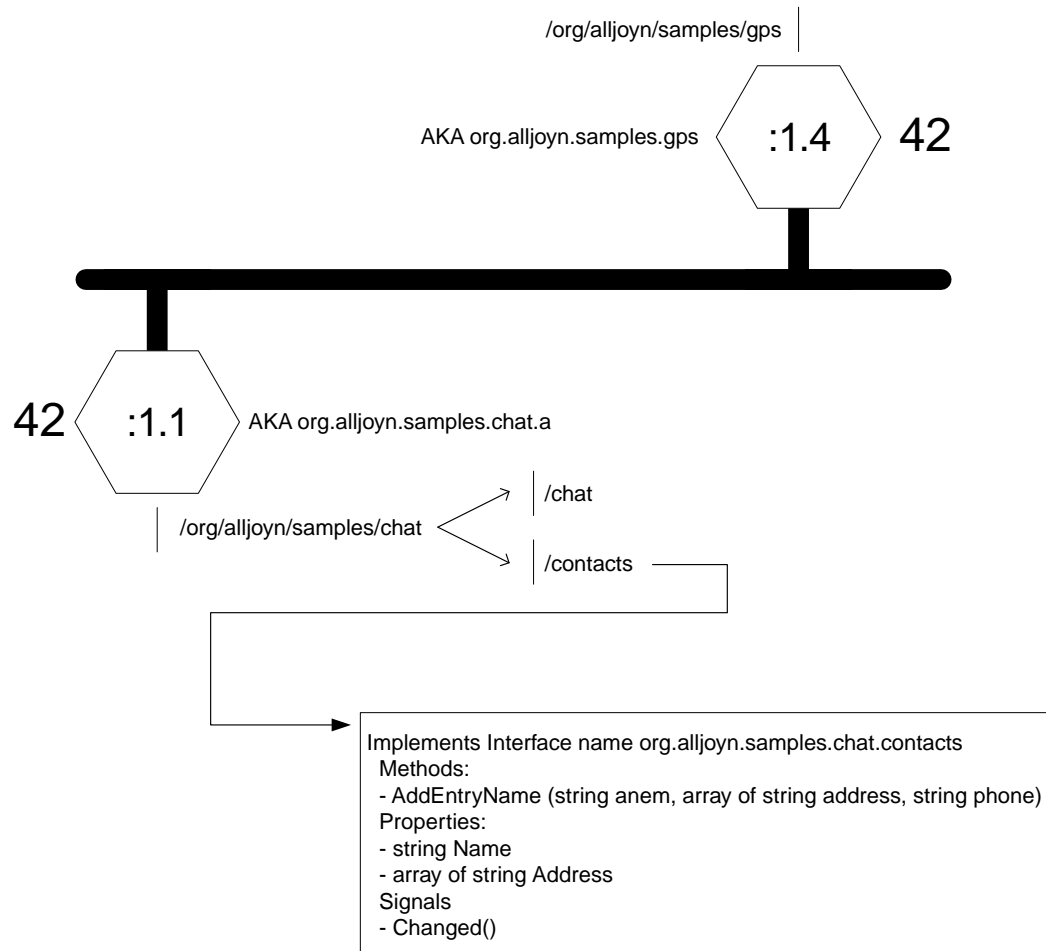 /org/alljoyn/samples/gps
AKA org.alljoyn.samples.gps
:1.4
42
42
:1.1
AKA org.alljoyn.samples.chat.a
/chat
/org/alljoyn/samples/chat
/contacts
Implements Interface name org.alljoyn.samples.chat.contacts
Methods:
- AddEntryName (string anem, array of string address, string phone)
Properties:
- string Name
- array of string Address
Signals
- Changed()